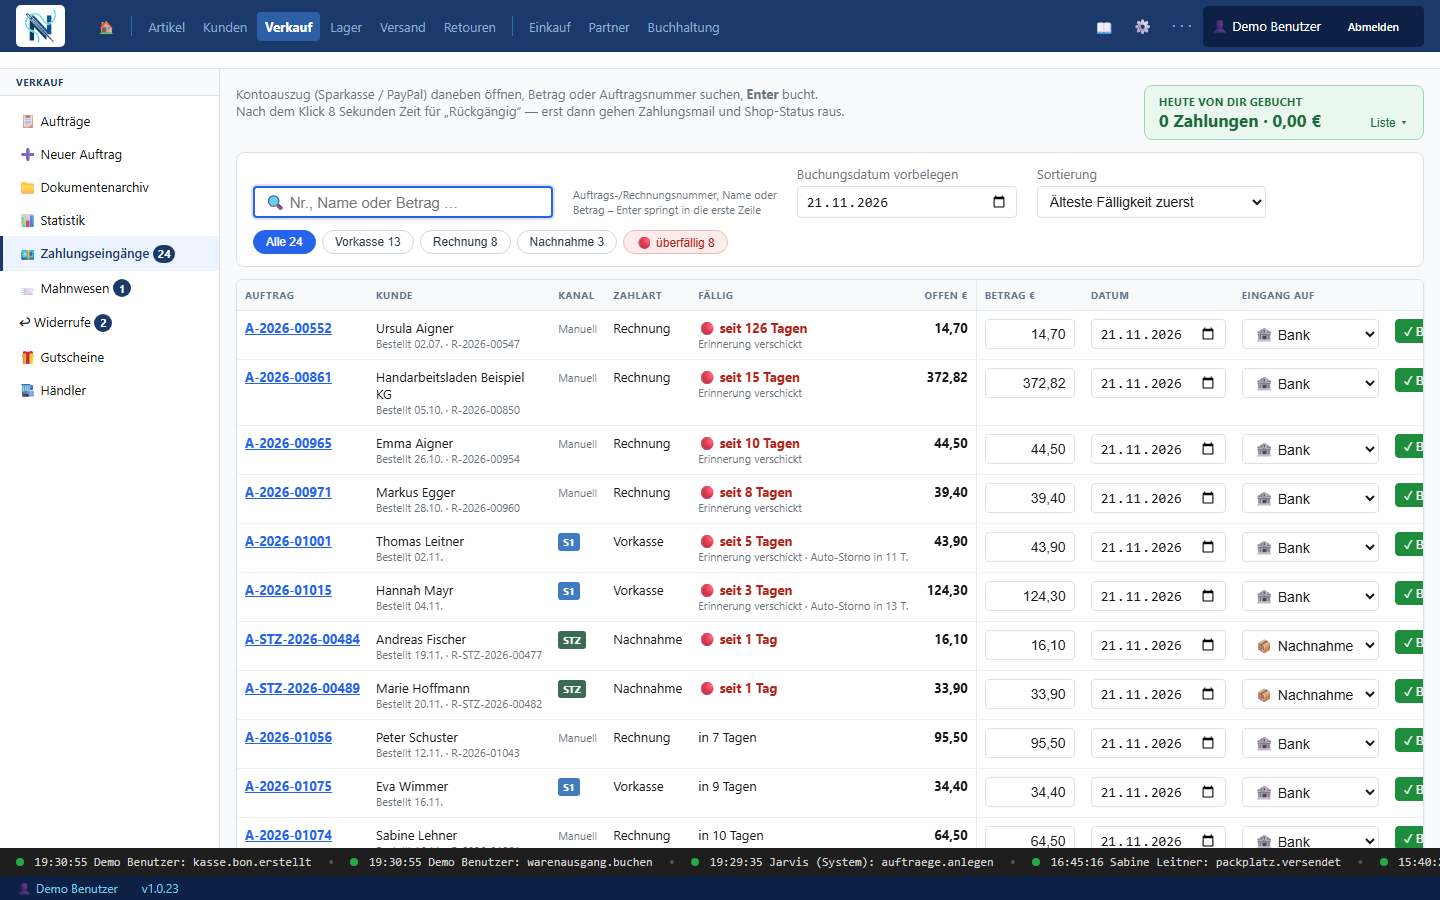 Artikel Kunden Verkauf Lager Versand Retouren Einkauf Partner Buchhaltung ··· Demo Benutzer Abmelden
VERKAUF
Aufträge
Neuer Auftrag
Dokumentenarchiv
Statistik
Zahlungseingänge 24
Mahnwesen 1
Widerrufe 2
Gutscheine
Händler
Kontoauszug (Sparkasse / PayPal) daneben öffnen, Betrag oder Auftragsnummer suchen, Enter bucht.
Nach dem Klick 8 Sekunden Zeit für „Rückgängig“ — erst dann gehen Zahlungsmail und Shop-Status raus.
HEUTE VON DIR GEBUCHT
0 Zahlungen · 0,00 € Liste
Nr., Name oder Betrag ...
Auftrags-/Rechnungsnummer, Name oder
Betrag – Enter springt in die erste Zeile
Buchungsdatum vorbelegen
21.11.2026
Sortierung
Älteste Fälligkeit zuerst
Alle 24 Vorkasse 13 Rechnung 8 Nachnahme 3 überfällig 8
AUFTRAG KUNDE KANAL ZAHLART FÄLLIG OFFEN € BETRAG € DATUM EINGANG AUF
A-2026-00552 Ursula Aigner Manuell Rechnung seit 126 Tagen 14,70 14,70 21.11.2026 Bank ✓ B
Bestellt 02.07. · R-2026-00547 Erinnerung verschickt
A-2026-00861 Handarbeitsladen Beispiel Manuell Rechnung seit 15 Tagen 372,82 372,82 21.11.2026 Bank ✓ B
KG Erinnerung verschickt
Bestellt 05.10. · R-2026-00850
A-2026-00965 Emma Aigner Manuell Rechnung seit 10 Tagen 44,50 44,50 21.11.2026 Bank ✓ B
Bestellt 26.10. · R-2026-00954 Erinnerung verschickt
A-2026-00971 Markus Egger Manuell Rechnung seit 8 Tagen 39,40 39,40 21.11.2026 Bank ✓ B
Bestellt 28.10. · R-2026-00960 Erinnerung verschickt
A-2026-01001 Thomas Leitner S1 Vorkasse seit 5 Tagen 43,90 43,90 21.11.2026 Bank ✓ B
Bestellt 02.11. Erinnerung verschickt · Auto-Storno in 11 T.
A-2026-01015 Hannah Mayr S1 Vorkasse seit 3 Tagen 124,30 124,30 21.11.2026 Bank ✓ B
Bestellt 04.11. Erinnerung verschickt · Auto-Storno in 13 T.
A-STZ-2026-00484 Andreas Fischer STZ Nachnahme seit 1 Tag 16,10 16,10 21.11.2026 Nachnahme ✓ B
Bestellt 19.11. · R-STZ-2026-00477
A-STZ-2026-00489 Marie Hoffmann STZ Nachnahme seit 1 Tag 33,90 33,90 21.11.2026 Nachnahme ✓ B
Bestellt 20.11. · R-STZ-2026-00482
A-2026-01056 Peter Schuster Manuell Rechnung in 7 Tagen 95,50 95,50 21.11.2026 Bank ✓ B
Bestellt 12.11. · R-2026-01043
A-2026-01075 Eva Wimmer S1 Vorkasse in 9 Tagen 34,40 34,40 21.11.2026 Bank ✓ B
Bestellt 16.11.
A-2026-01074 Sabine Lehner Manuell Rechnung in 10 Tagen 64,50 64,50 21.11.2026 Bank ✓ B
19:30:55 Demo Benutzer: kasse.bon.erstellt • 19:30:55 Demo Benutzer: warenausgang.buchen • 19:29:35 Jarvis (System): auftraege.anlegen • 16:45:16 Sabine Leitner: packplatz.versendet • 15:40:
Demo Benutzer v1.0.23